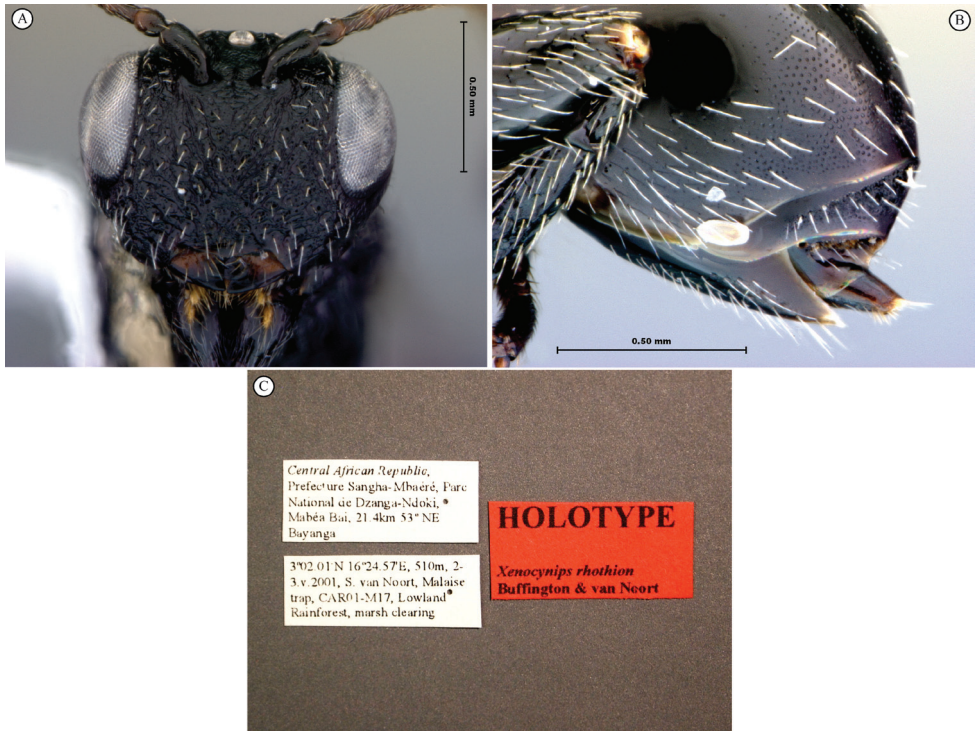 A
0.50 mm
B
0.50 mm
C
Central African Republic,
Prefecture Sangha-Mbaéré, Parc
National de Dzanga-Ndoki,
Mabéa Bai, 21.4km 53° NE
Bayanga
3°02.01'N 16°24.57'E, 510m, 2-
3.v.2001, S. van Noort, Malaise
trap, CAR01-M17, Lowland
Rainforest, marsh clearing
HOLOTYPE
Xenocynips rhothion
Buffington & van Noort